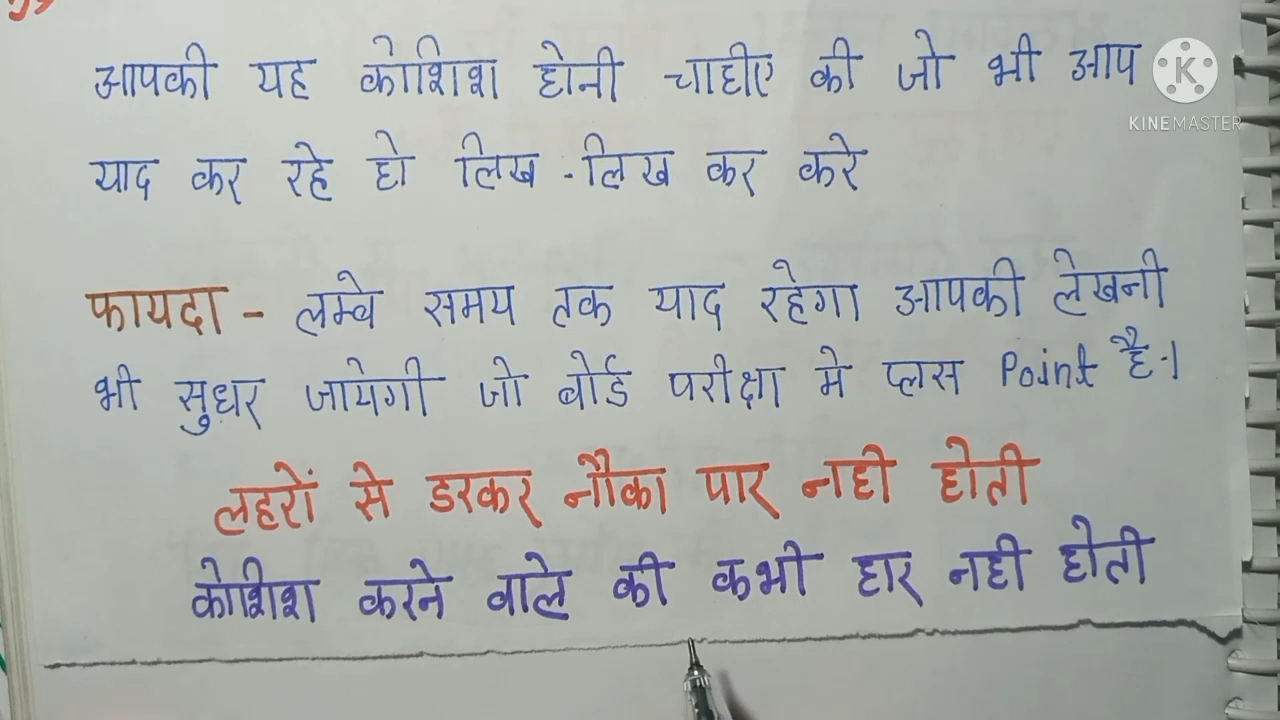 आपकी यह कोशिश होनी चाहीए की जो भी आप
याद कर रहे हो लिख-लिख कर करे
फायदा - लम्वे समय तक याद रहेगा आपकी लेखनी
भी सुधर जायेगी जो वोर्ड परीक्षा मे प्लस Point है।
लहरों से डरकर नौका पार नही होती
कोशिश करने वाले की कभी हार नही होती
K
KINEMASTER